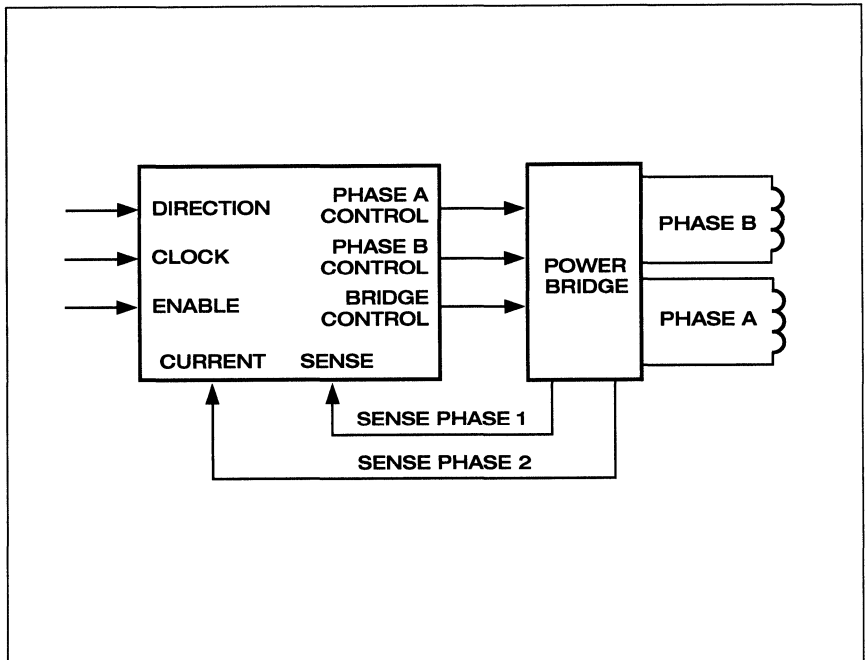 DIRECTION
CLOCK
ENABLE
PHASE A
CONTROL
PHASE B
CONTROL
BRIDGE
CONTROL
CURRENT SENSE
POWER
BRIDGE
PHASE B
PHASE A
SENSE PHASE 1
SENSE PHASE 2